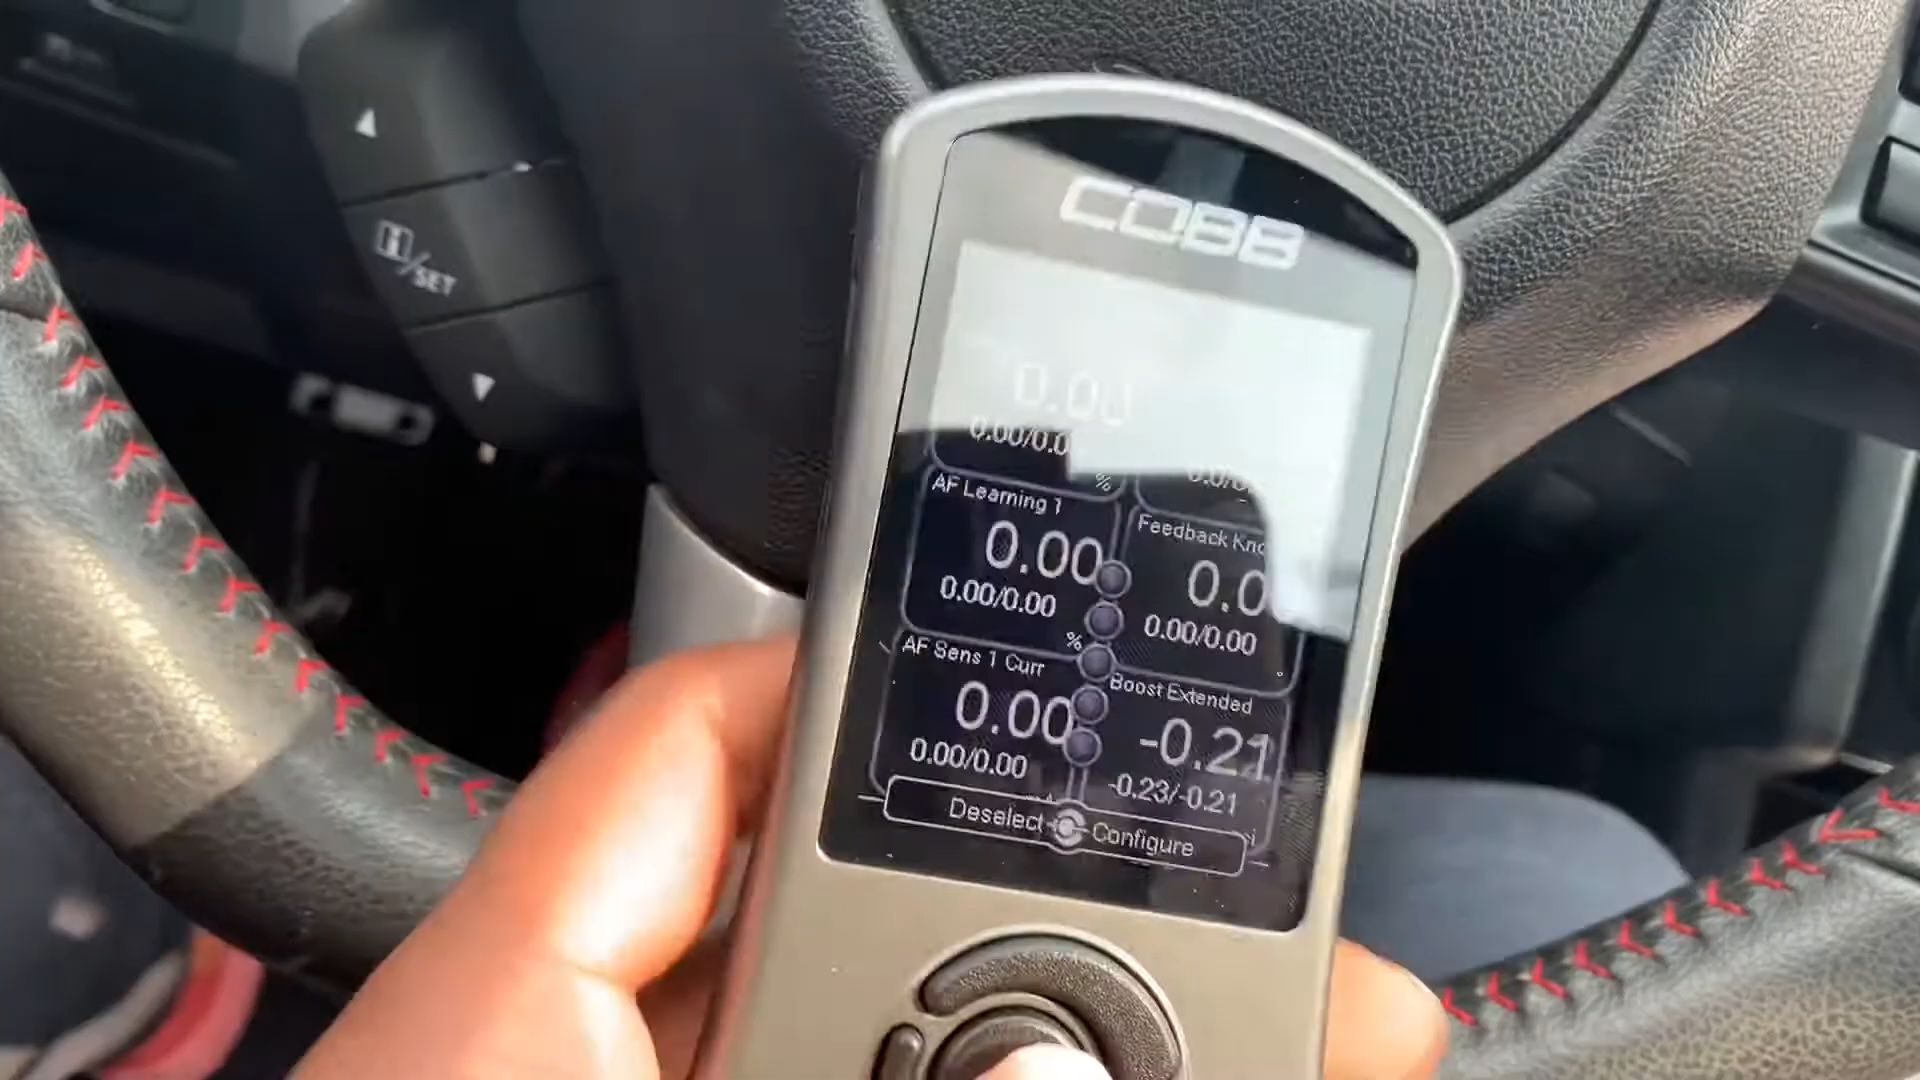 COBB
/SET
0.00
0.00/0.0
%
AF Learning 1
0.00
0.00/0.00
%
Feedback Kno
0.0
0.00/0.00
AF Sens 1 Curr
0.00
0.00/0.00
Boost Extended
-0.21
-0.23/-0.21
Deselect
Configure